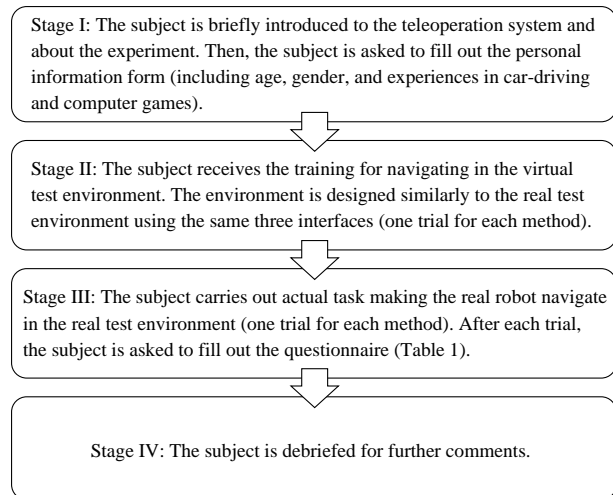 Stage I: The subject is briefly introduced to the teleoperation system and
about the experiment. Then, the subject is asked to fill out the personal
information form (including age, gender, and experiences in car-driving
and computer games).
Stage II: The subject receives the training for navigating in the virtual
test environment. The environment is designed similarly to the real test
environment using the same three interfaces (one trial for each method).
Stage III: The subject carries out actual task making the real robot navigate
in the real test environment (one trial for each method). After each trial,
the subject is asked to fill out the questionnaire (Table 1).
Stage IV: The subject is debriefed for further comments.